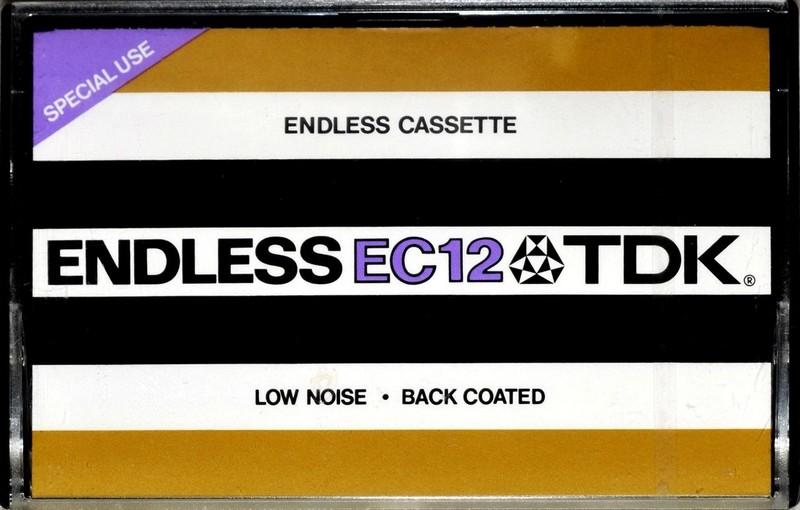 SPECIAL USE
ENDLESS CASSETTE
ENDLESS EC12 TDK®
LOW NOISE • BACK COATED